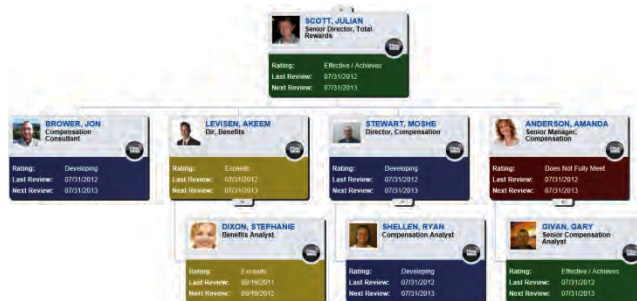 SCOTT, JULIAN
Senior Director, Total
Rewards
Rating: Effective / Achieves
Last Review: 07/31/2012
Next Review: 07/31/2013
BROWER, JON
Compensation
Consultant
Rating: Developing
Last Review: 07/31/2012
Next Review: 07/31/2013
LEVISEN, AKEEM
Dir, Benefits
Rating: Exceeds
Last Review: 07/31/2012
Next Review: 07/31/2013
STEWART, MOSHE
Director, Compensation
Rating: Developing
Last Review: 07/31/2012
Next Review: 07/31/2013
ANDERSON, AMANDA
Senior Manager,
Compensation
Rating: Does Not Fully Meet
Last Review: 07/31/2012
Next Review: 07/31/2013
DIXON, STEPHANIE
Benefits Analyst
Rating: Exceeds
Last Review: 09/19/2011
Next Review: 09/19/2012
SHELLEN, RYAN
Compensation Analyst
Rating: Developing
Last Review: 07/31/2012
Next Review: 07/31/2013
GIVAN, GARY
Senior Compensation
Analyst
Rating: Effective / Achieves
Last Review: 07/31/2012
Next Review: 07/31/2013